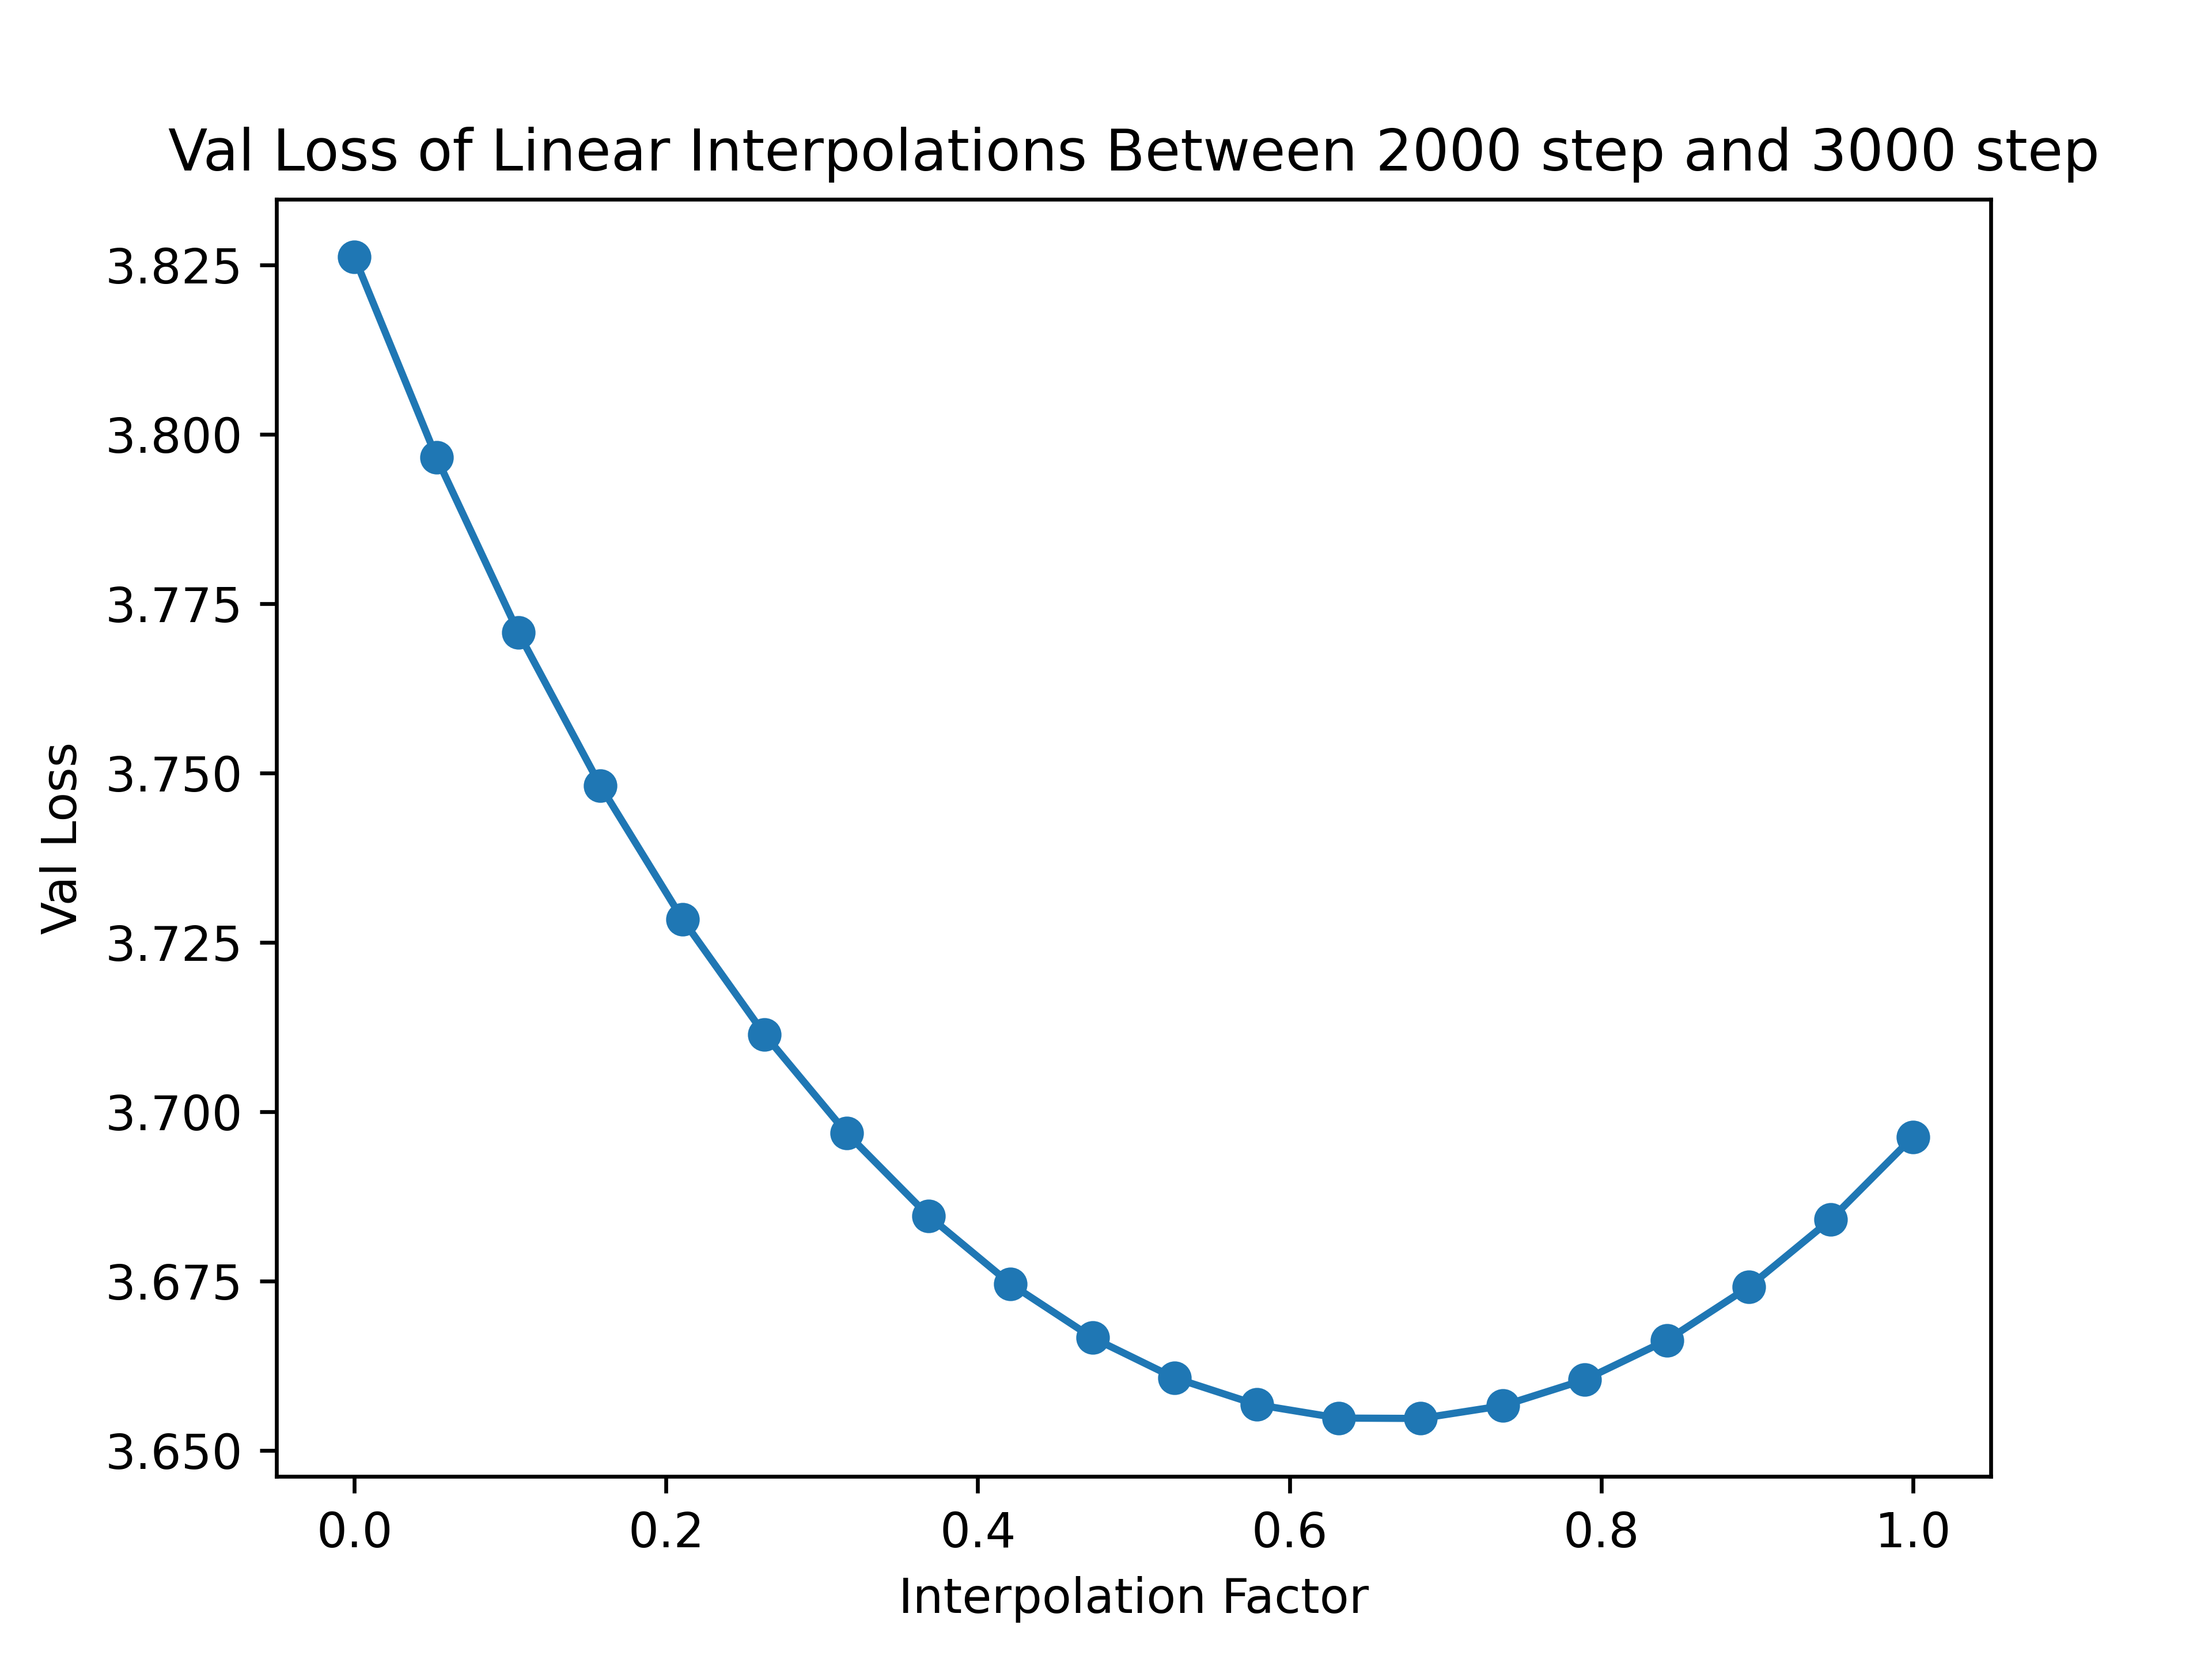 Val Loss of Linear Interpolations Between 2000 step and 3000 step
3.825
3.800
3.775
3.750
3.725
3.700
3.675
3.650
Val Loss
0.0 0.2 0.4 0.6 0.8 1.0
Interpolation Factor